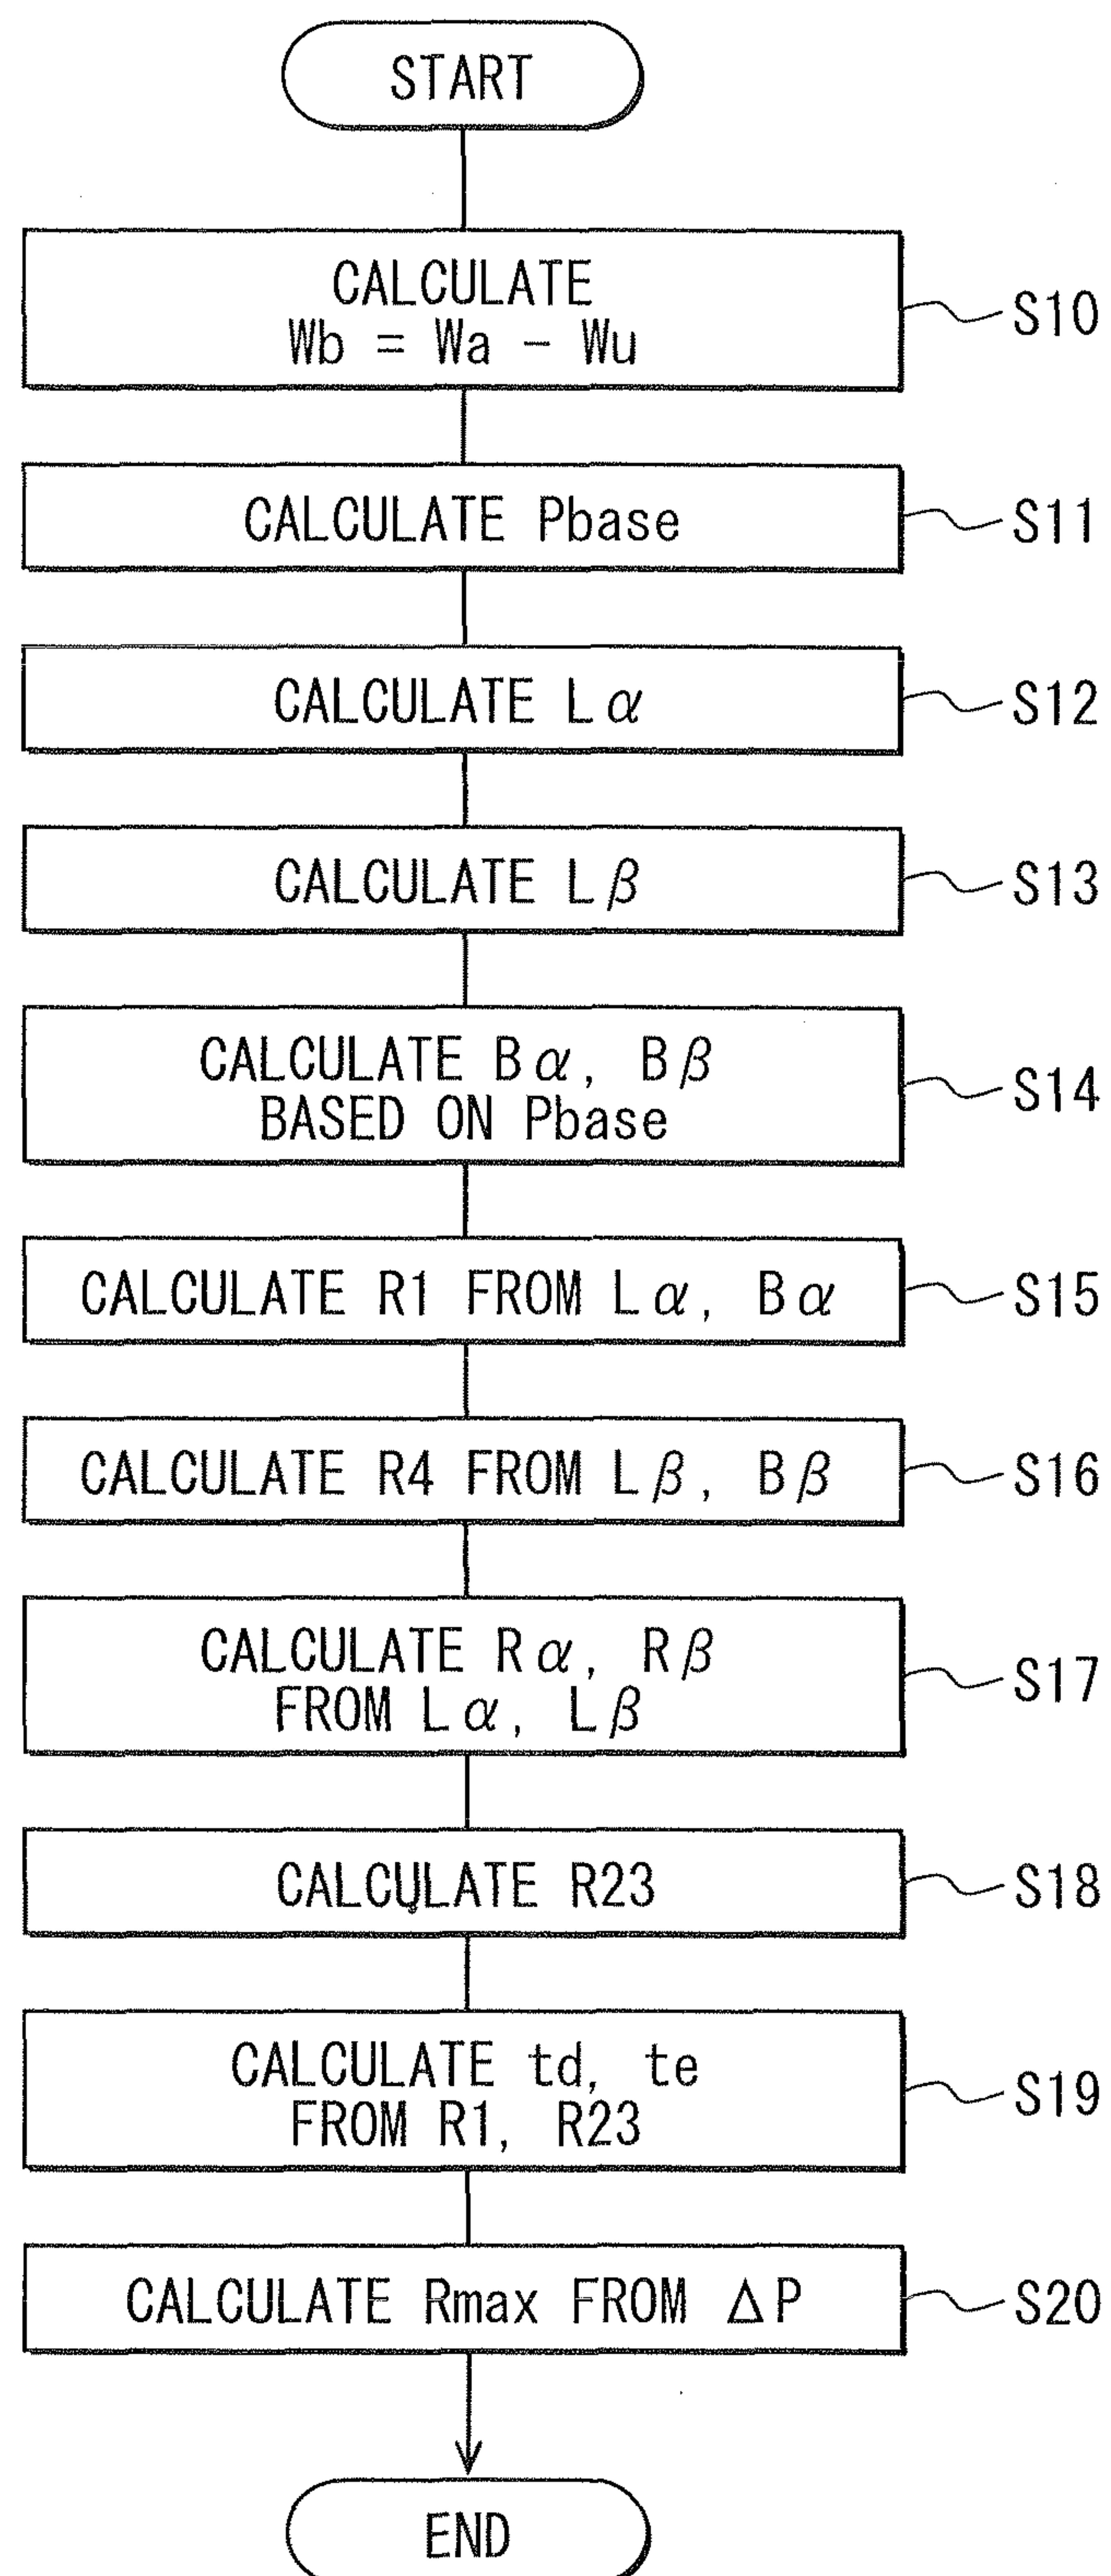 START
CALCULATE
Wb = Wa - Wu
S10
CALCULATE Pbase
S11
CALCULATE Lα
S12
CALCULATE Lβ
S13
CALCULATE Bα, Bβ
BASED ON Pbase
S14
CALCULATE R1 FROM Lα, Bα
S15
CALCULATE R4 FROM Lβ, Bβ
S16
CALCULATE Rα, Rβ
FROM Lα, Lβ
S17
CALCULATE R23
S18
CALCULATE td, te
FROM R1, R23
S19
CALCULATE Rmax FROM ΔP
S20
END